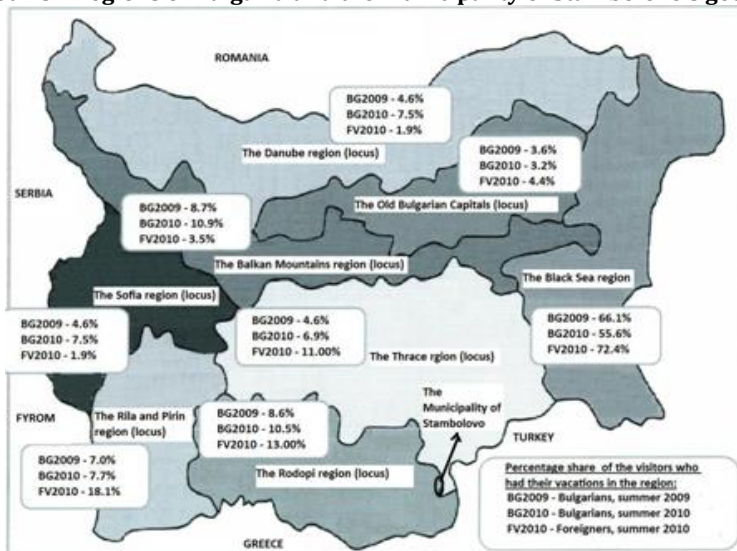 regions of Bulgaria and the Municipality of
ROMANIA
BG2009 - 4.6%
BG2010 - 7.5%
FV2010 - 1.9%
The Danube region (locus)
BG2009 - 3.6%
BG2010 - 3.2%
FV2010 - 4.4%
The Old Bulgarian Capitals (locus)
SERBIA
BG2009 - 8.7%
BG2010 - 10.9%
FV2010 - 3.5%
The Balkan Mountains region (locus)
The Black Sea region
The Sofia region (locus)
BG2009 - 66.1%
BG2010 - 55.6%
FV2010 - 72.4%
BG2009 - 4.6%
BG2010 - 7.5%
FV2010 - 1.9%
BG2009 - 4.6%
BG2010 - 6.9%
FV2010 - 11.00%
The Thrace rgion (locus)
The
Municipality of
Stambolovo
FYROM
The Rila and Pirin
region (locus)
BG2009 - 8.6%
BG2010 - 10.5%
FV2010 - 13.00%
TURKEY
BG2009 - 7.0%
BG2010 - 7.7%
FV2010 - 18.1%
The Rodopi region (locus)
Percentage share of the visitors who
had their vacations in the region:
BG2009 - Bulgarians, summer 2009
BG2010 - Bulgarians, summer 2010
FV2010 - Foreigners, summer 2010
GREECE